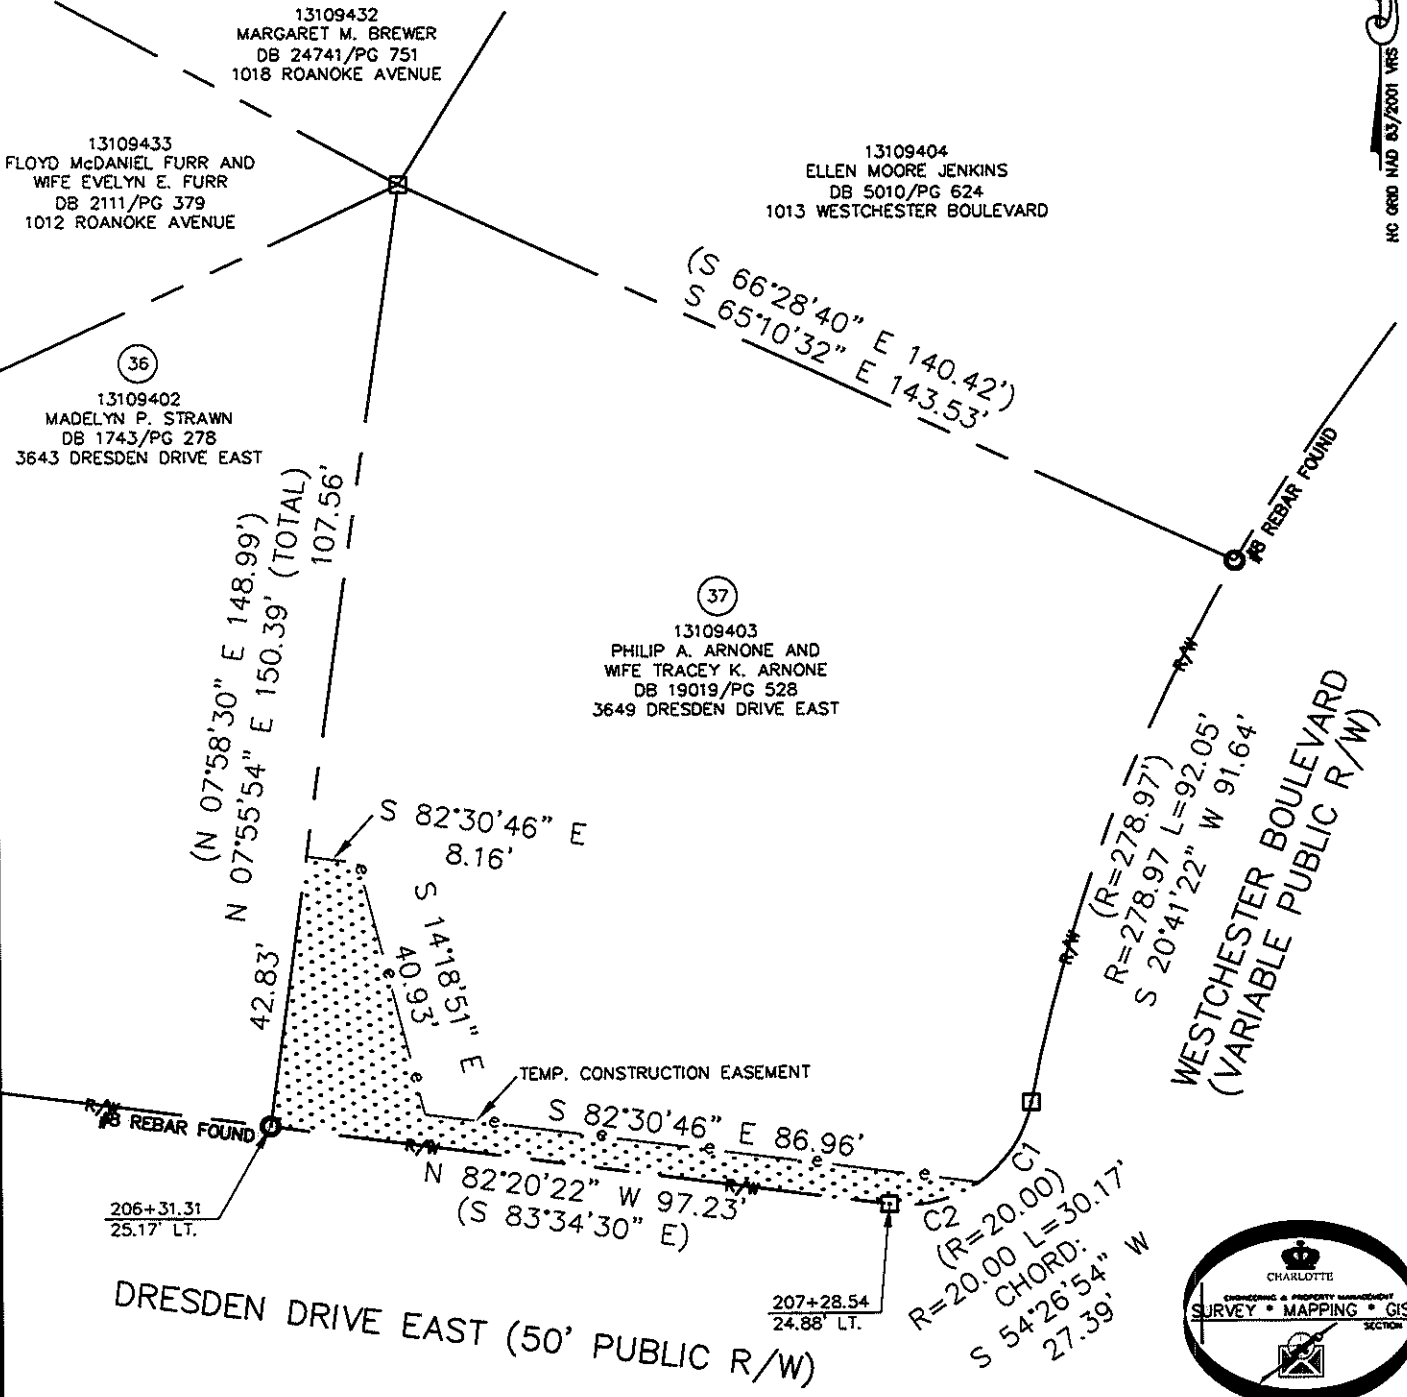 13109432
MARGARET M. BREWER
DB 24741/PG 751
1018 ROANOKE AVENUE
NC GRID NAD 83/2001 VRS
13109433
FLOYD McDANIEL FURR AND
WIFE EVELYN E. FURR
DB 2111/PG 379
1012 ROANOKE AVENUE
13109404
ELLEN MOORE JENKINS
DB 5010/PG 624
1013 WESTCHESTER BOULEVARD
(S 66°28'40" E 140.42')
S 65°10'32" E 143.53'
36
13109402
MADELYN P. STRAWN
DB 1743/PG 278
3643 DRESDEN DRIVE EAST
#8 REBAR FOUND
(N 07°58'30" E 148.99')
N 07°55'54" E 150.39' (TOTAL)
107.56'
37
13109403
PHILIP A. ARNONE AND
WIFE TRACEY K. ARNONE
DB 19019/PG 528
3649 DRESDEN DRIVE EAST
R/W
(R=278.97')
R=278.97 L=92.05'
S 20°41'22" W 91.64'
R/W
WESTCHESTER BOULEVARD
(VARIABLE PUBLIC R/W)
S 82°30'46" E
8.16'
e
S 14°18'51" E
40.93'
e
e
42.83'
TEMP. CONSTRUCTION EASEMENT
S 82°30'46" E 86.96'
e
e
e
e
e
R/W
#8 REBAR FOUND
R/W
R/W
N 82°20'22" W 97.23'
(S 83°34'30" E)
C1
C2
(R=20.00)
R=20.00 L=30.17'
CHORD:
S 54°26'54" W
27.39'
206+31.31
25.17' LT.
207+28.54
24.88' LT.
DRESDEN DRIVE EAST (50' PUBLIC R/W)
CHARLOTTE
ENGINEERING & PROPERTY MANAGEMENT
SURVEY * MAPPING * GIS
SECTION